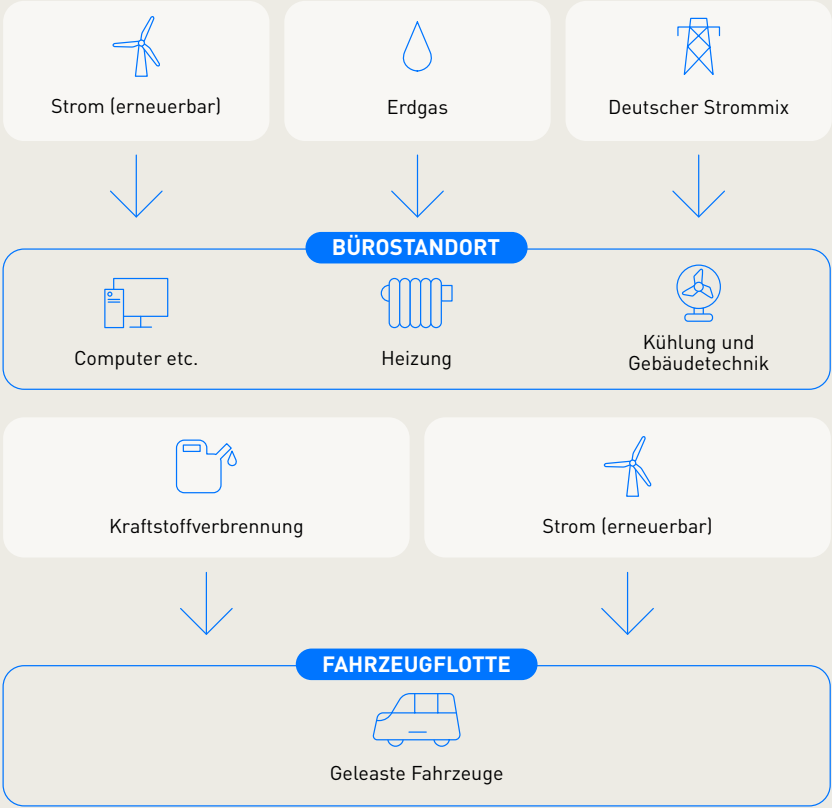 Strom (erneuerbar)
Erdgas
Deutscher Strommix
BÜROSTANDORT
Computer etc.
Heizung
Kühlung und
Gebäudetechnik
Kraftstoffverbrennung
Strom (erneuerbar)
FAHRZEUGFLOTTE
Geleaste Fahrzeuge